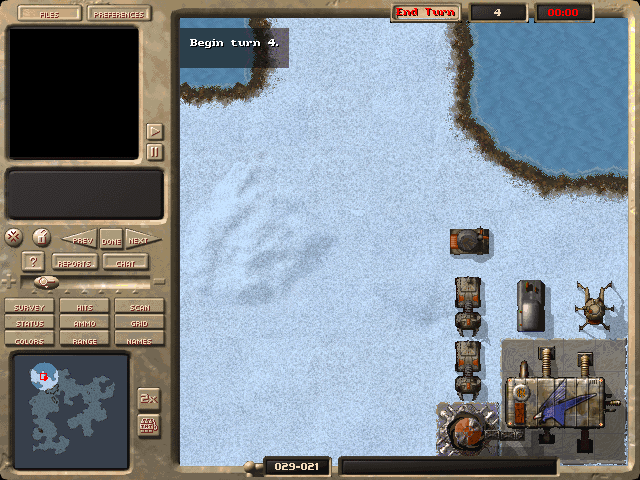 FILES PREFERENCES End Turn 4 00:00
Begin turn 4.
PREV DONE NEXT
? REPORTS CHAT
SURVEY HITS SCAN
STATUS AMMO GRID
COLORS RANGE NAMES
2x
029-021